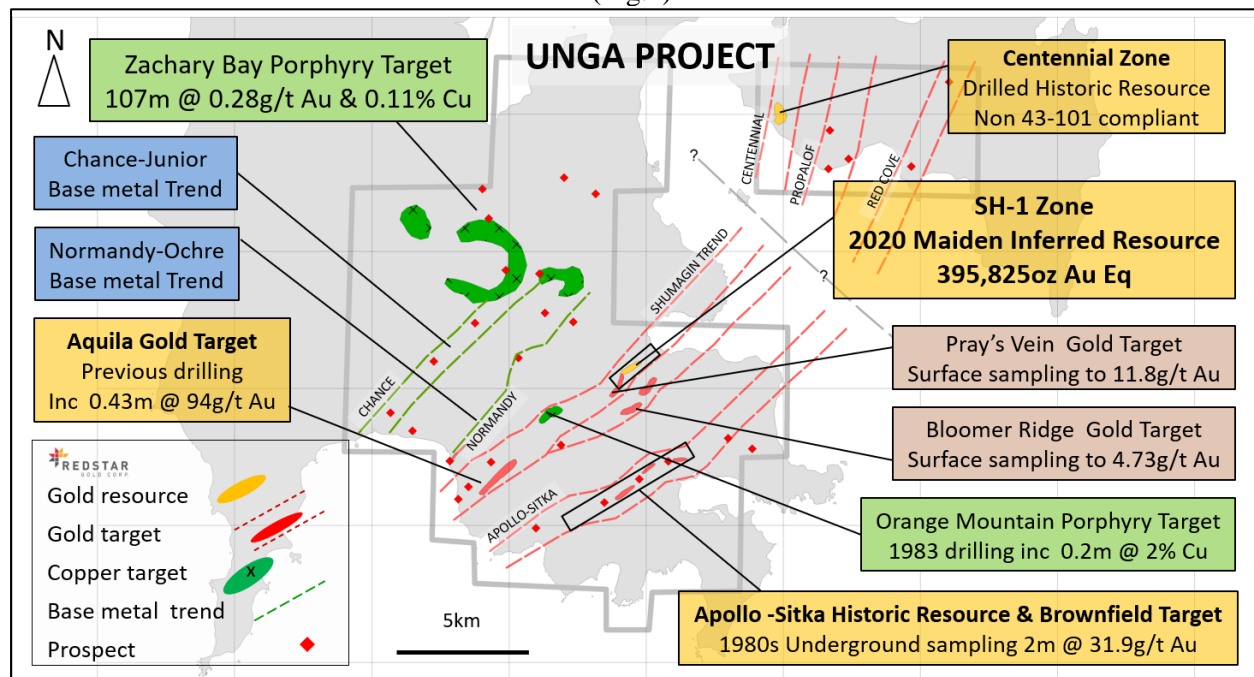 UNGA PROJECT
N
Zachary Bay Porphyry Target
107m @ 0.28g/t Au & 0.11% Cu
Chance-Junior
Base metal Trend
Normandy-Ochre
Base metal Trend
Aquila Gold Target
Previous drilling
Inc 0.43m @ 94g/t Au
Centennial Zone
Drilled Historic Resource
Non 43-101 compliant
SH-1 Zone
2020 Maiden Inferred Resource
395,825oz Au Eq
Pray's Vein Gold Target
Surface sampling to 11.8g/t Au
Bloomer Ridge Gold Target
Surface sampling to 4.73g/t Au
Orange Mountain Porphyry Target
1983 drilling inc 0.2m @ 2% Cu
Apollo -Sitka Historic Resource & Brownfield Target
1980s Underground sampling 2m @ 31.9g/t Au
CENTENNIAL
PROPALOF
RED COVE
?
?
SHUMAGIN TREND
CHANCE
NORMANDY
APOLLO-SITKA
REDSTAR
GOLD CORP.
Gold resource
Gold target
Copper target
X
Base metal trend
Prospect
5km